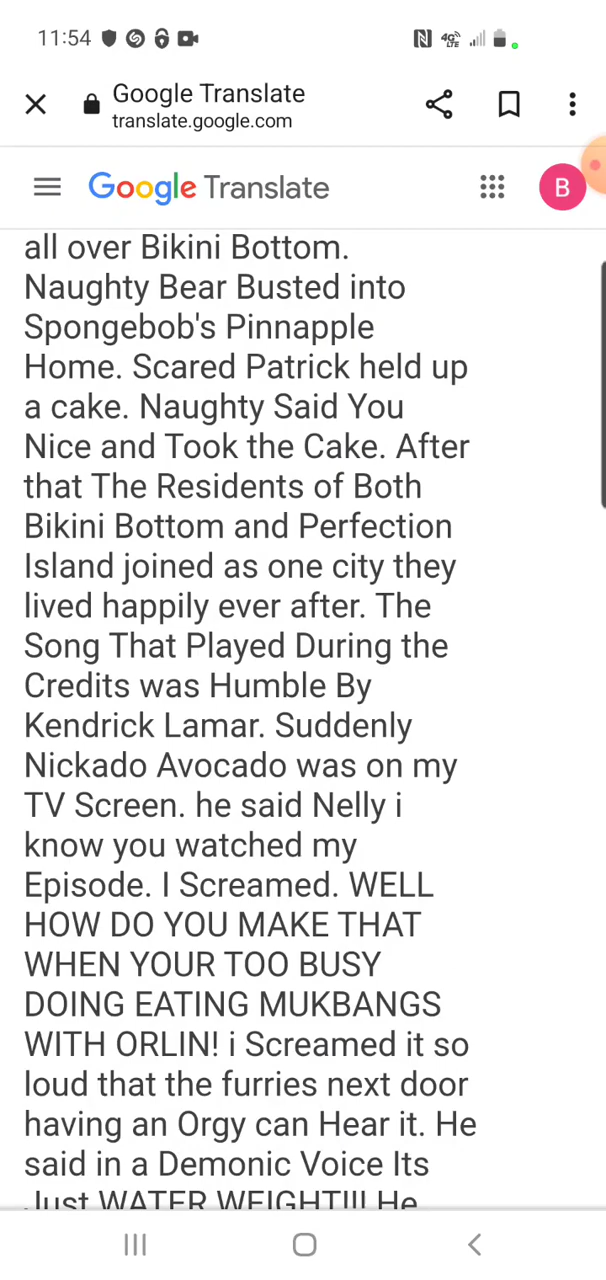 11:54
4G LTE
Google Translate
translate.google.com
Google Translate
B
all over Bikini Bottom.
Naughty Bear Busted into
Spongebob's Pinnapple
Home. Scared Patrick held up
a cake. Naughty Said You
Nice and Took the Cake. After
that The Residents of Both
Bikini Bottom and Perfection
Island joined as one city they
lived happily ever after. The
Song That Played During the
Credits was Humble By
Kendrick Lamar. Suddenly
Nickado Avocado was on my
TV Screen. he said Nelly i
know you watched my
Episode. I Screamed. WELL
HOW DO YOU MAKE THAT
WHEN YOUR TOO BUSY
DOING EATING MUKBANGS
WITH ORLIN! i Screamed it so
loud that the furries next door
having an Orgy can Hear it. He
said in a Demonic Voice Its
Just WATER WEIGHT!!! He